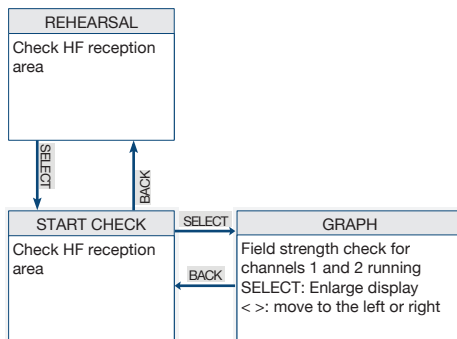 REHEARSAL
Check HF reception
area
SELECT
BACK
START CHECK
Check HF reception
area
SELECT
BACK
GRAPH
Field strength check for
channels 1 and 2 running
SELECT: Enlarge display
< >: move to the left or right